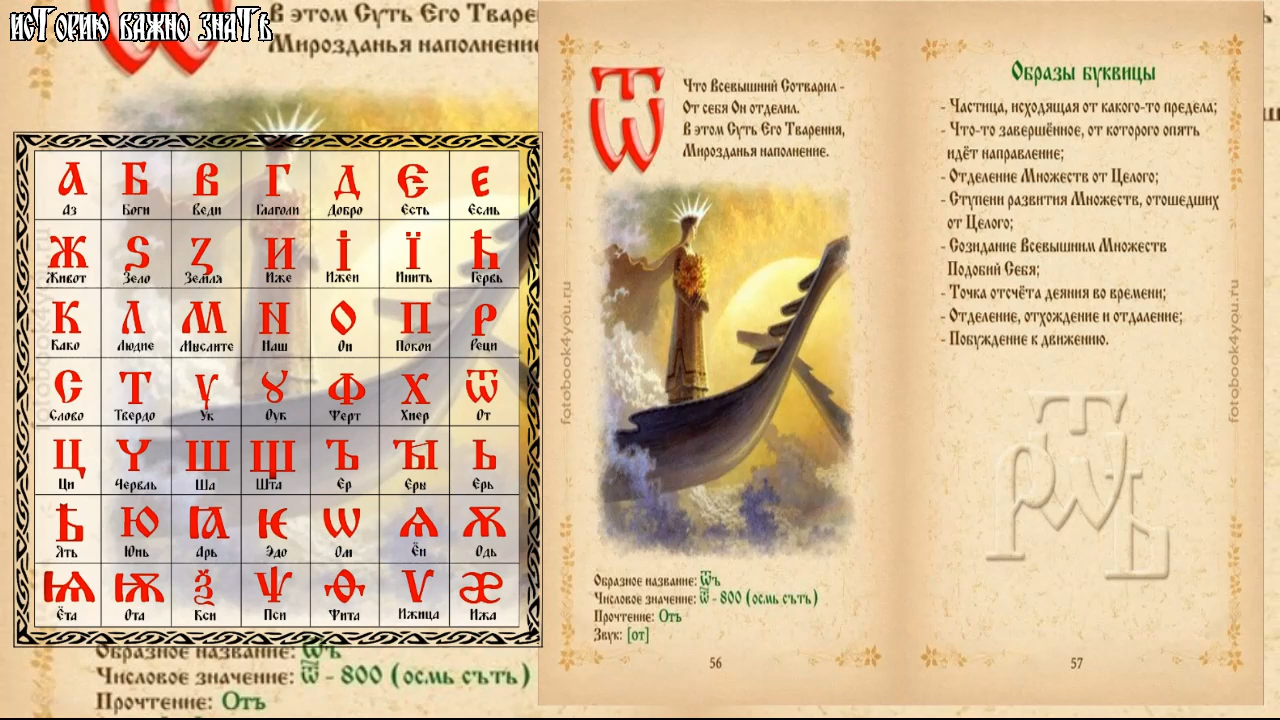 иСТОРИЮ ВАЖНО ЗНАТЬ
В этом Суть Его Тваре
Мирозданья наполнение
А Б В Г Д Є Е
Аз Боги Веди Глаголи Добро Есть Есмь
Ж Ѕ Ꙁ И І Ї Ћ
Живот Зело Земля Иже Ижеи Инить Гервь
К Л М N О П Р
Како Людие Мыслите Наш Он Покои Реци
С Т Ѵ Ȣ Ф Х Ѿ
Слово Твердо Ук Оук Ферт Хиер От
Ц Ч Ш Щ Ъ Ꙑ Ь
Ци Червль Ша Шта Ер Еры Ерь
Ѣ Ю Ꙗ Ѥ Ѡ Ѧ Ѫ
Ять Юнь Арь Эдо Ом Ён Одь
Ѩ Ѭ Ѯ Ѱ Ѳ Ѵ Æ
Ёта Ота Кси Пси Фита Ижица Ижа
Образное название: Ѿъ
Числовое значение: Ѿ - 800 (осмь сътъ)
Прочтение: Отъ
Ѿ
Что Всевышний Сотварил -
От себя Он отделил.
В этом Суть Его Тварения,
Мирозданья наполнение.
fotobook4you.ru
Образное название: Ѿъ
Числовое значение: Ѿ - 800 (осмь сътъ)
Прочтение: Отъ
Звук: [от]
56
Образы буквицы
- Частица, исходящая от какого-то предела;
- Что-то завершённое, от которого опять
идёт направление;
- Отделение Множеств от Целого;
- Ступени развития Множеств, отошедших
от Целого;
- Созидание Всевышним Множеств
Подобий Себя;
- Точка отсчёта деяния во времени;
- Отделение, отхождение и отдаление;
- Побуждение к движению.
fotobook4you.ru
57